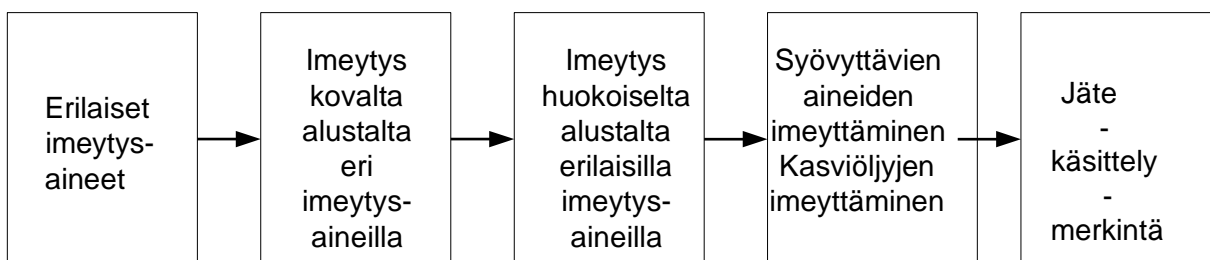 Erilaiset
imeytys-
aineet
Imeytys
kovalta
alustalta
eri
imeytys-
aineilla
Imeytys
huokoiselta
alustalta
erilaisilla
imeytys-
aineilla
Syövyttävien
aineiden
imeyttäminen
Kasviöljyjen
imeyttäminen
Jäte
-
käsittely
-
merkintä